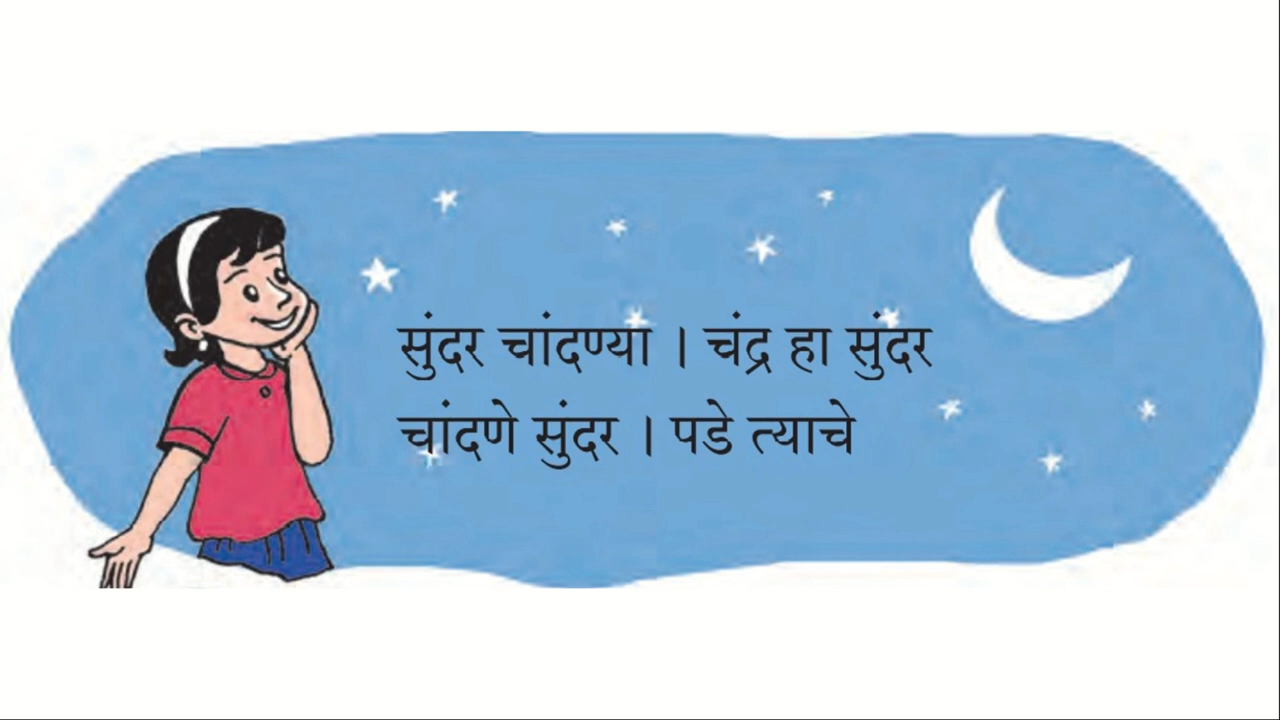 सुंदर चांदण्या । चंद्र हा सुंदर
चांदणे सुंदर । पडे त्याचे